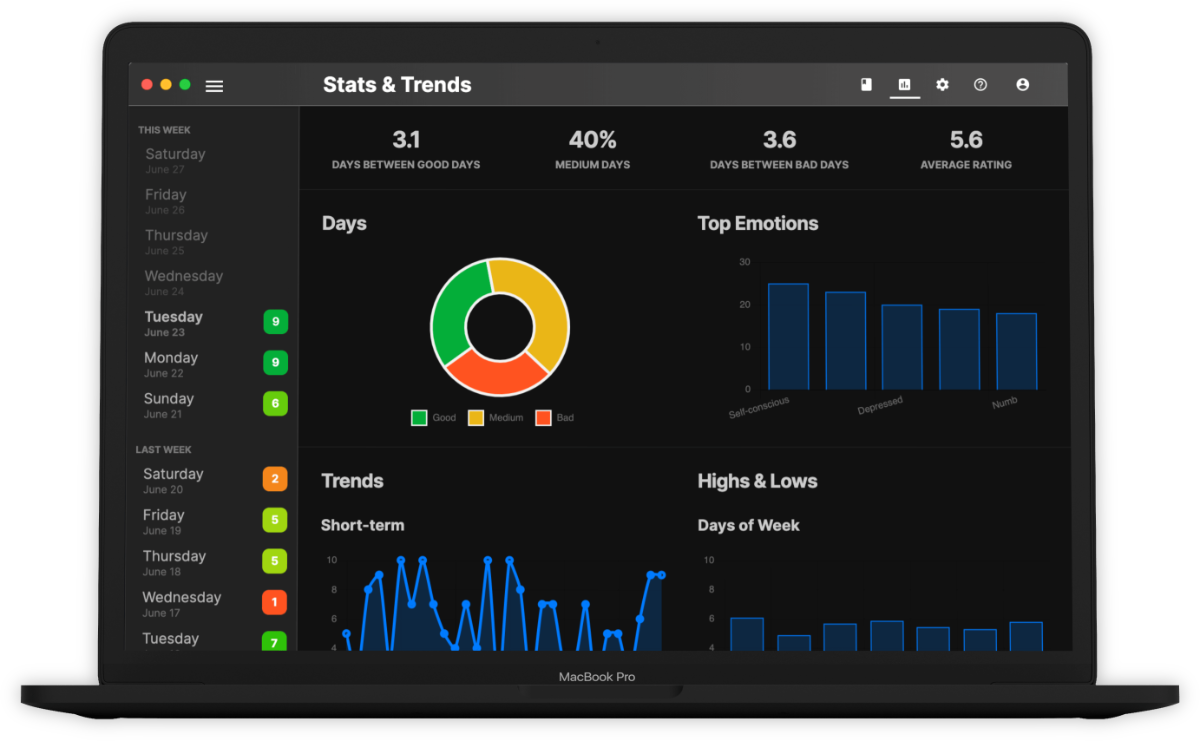 Stats & Trends
THIS WEEK
Saturday
June 27
Friday
June 26
Thursday
June 25
Wednesday
June 24
Tuesday
June 23
9
Monday
June 22
9
Sunday
June 21
6
LAST WEEK
Saturday
June 20
2
Friday
June 19
5
Thursday
June 18
5
Wednesday
June 17
1
Tuesday
7
3.1
DAYS BETWEEN GOOD DAYS
40%
MEDIUM DAYS
3.6
DAYS BETWEEN BAD DAYS
5.6
AVERAGE RATING
Days
Good Medium Bad
Top Emotions
30
20
10
0
Self-conscious Depressed Numb
Trends
Short-term
10
8
6
4
Highs & Lows
Days of Week
10
8
6
4
MacBook Pro